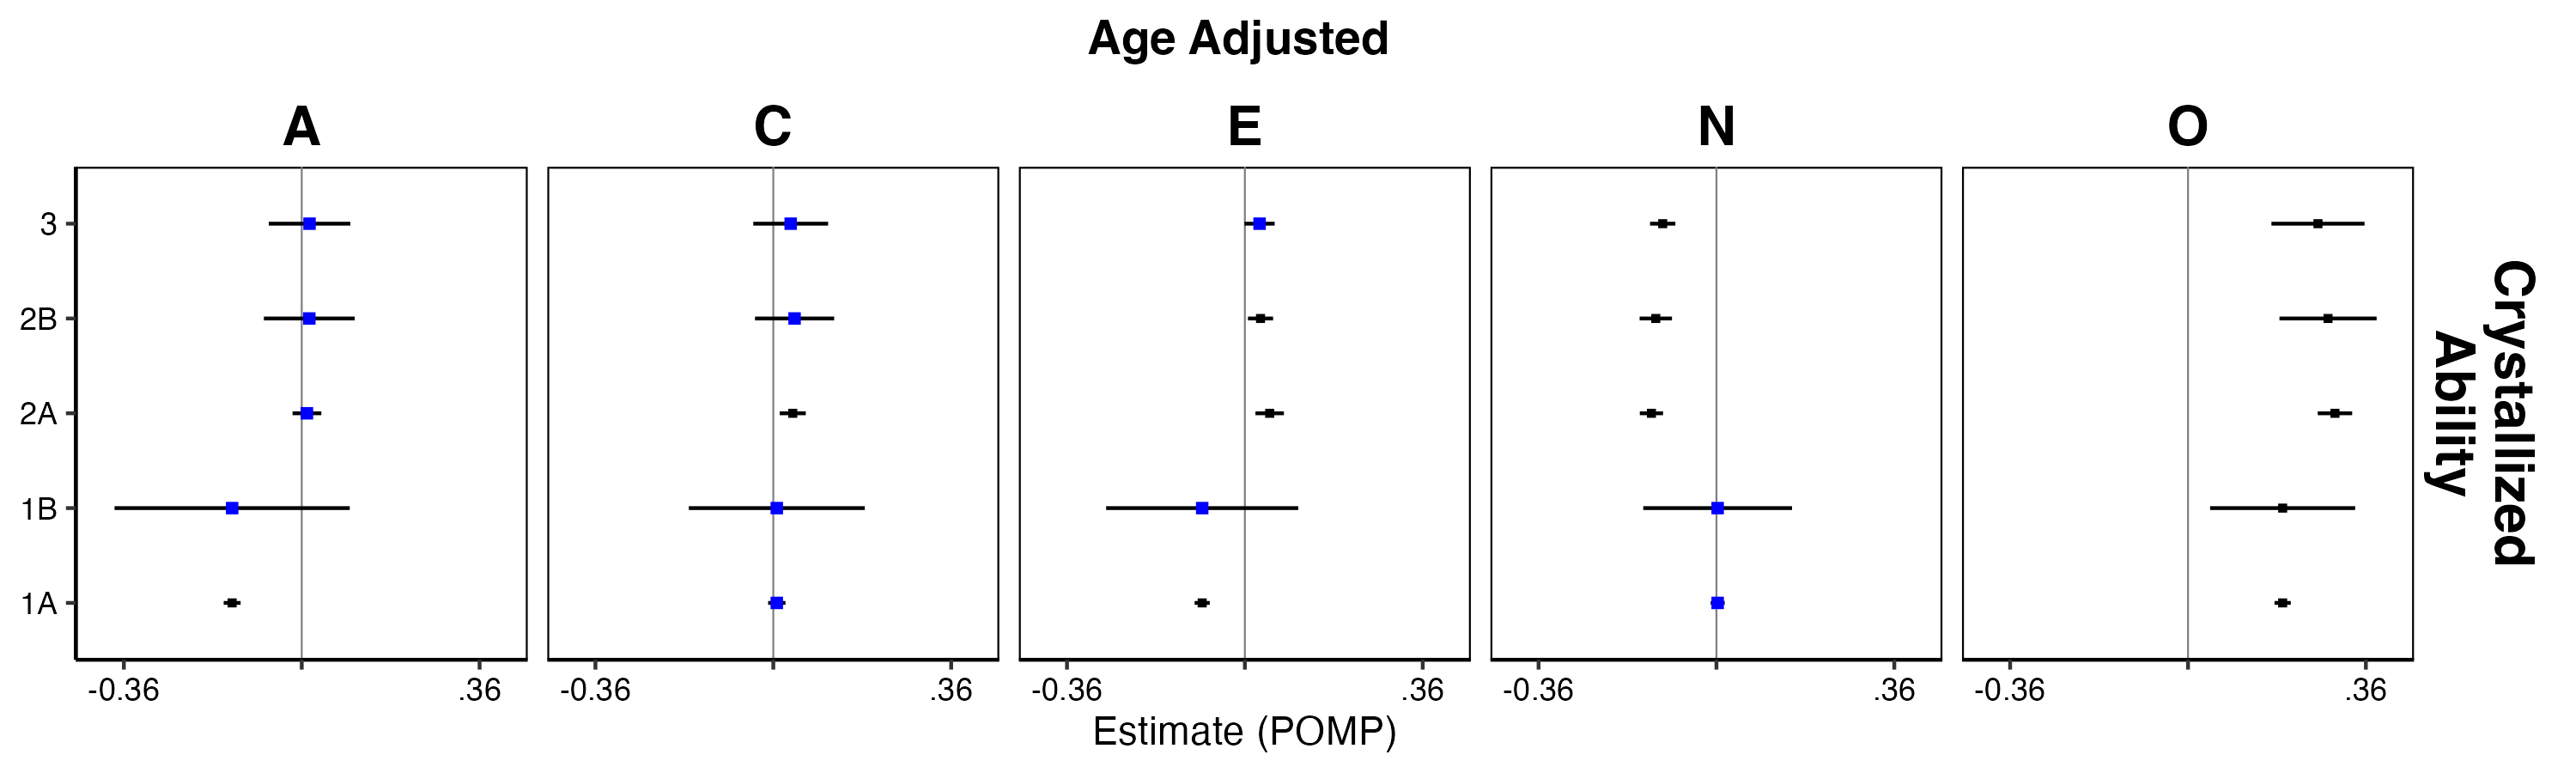 Age Adjusted
A C E N O
3
2B
2A
1B
1A
-0.36 .36 -0.36 .36 -0.36 .36 -0.36 .36 -0.36 .36
Estimate (POMP)
Crystallized
Ability